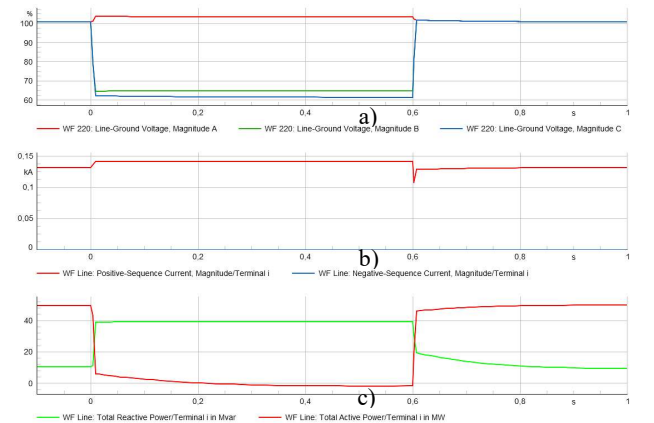 %
100
90
80
70
60
0 0,2 0,4 0,6 0,8 s 1
a)
WF 220: Line-Ground Voltage, Magnitude A WF 220: Line-Ground Voltage, Magnitude B WF 220: Line-Ground Voltage, Magnitude C
0,15
kA
0,1
0,05
0
0 0,2 0,4 0,6 0,8 s 1
b)
WF Line: Positive-Sequence Current, Magnitude/Terminal i WF Line: Negative-Sequence Current, Magnitude/Terminal i
40
20
0
0 0,2 0,4 0,6 0,8 s 1
c)
WF Line: Total Reactive Power/Terminal i in Mvar WF Line: Total Active Power/Terminal i in MW